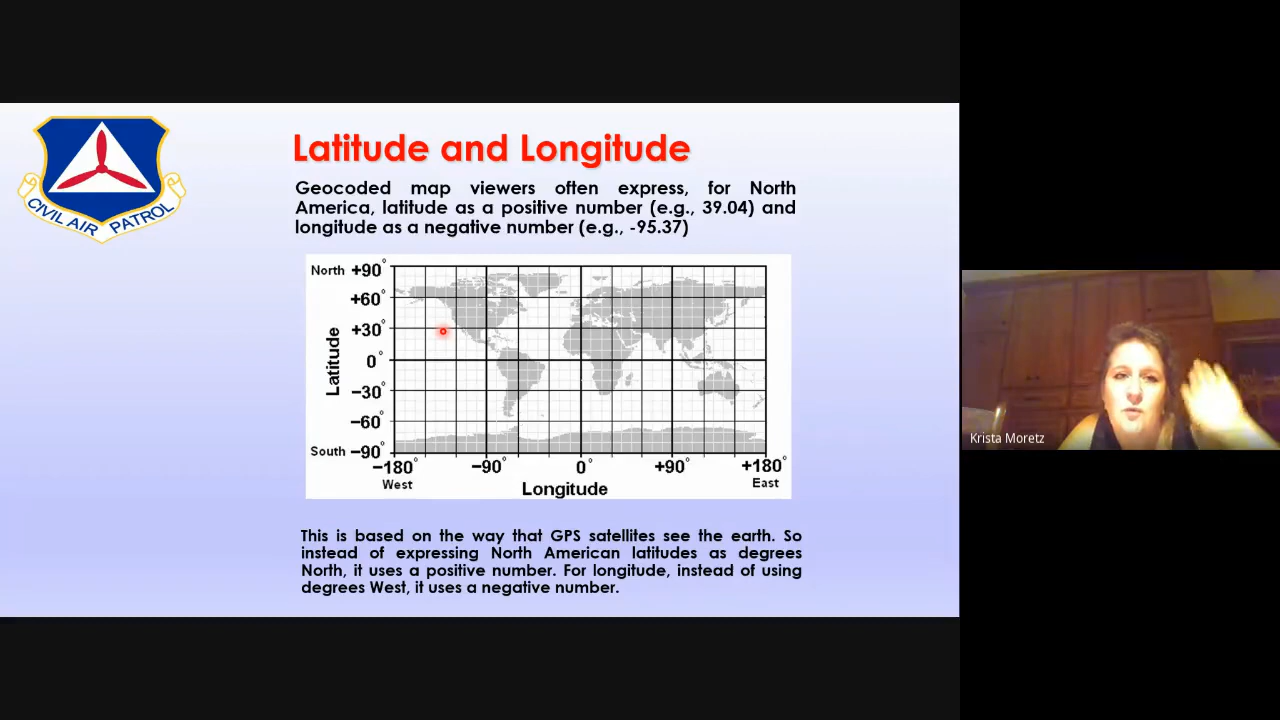 Latitude and Longitude
Geocoded map viewers often express, for North
America, latitude as a positive number (e.g., 39.04) and
longitude as a negative number (e.g., -95.37)
CIVIL AIR PATROL
North +90°
+60°
+30°
0°
−30°
−60°
South −90°
Latitude
−180° −90° 0° +90° +180°
West East
Longitude
This is based on the way that GPS satellites see the earth. So
instead of expressing North American latitudes as degrees
North, it uses a positive number. For longitude, instead of using
degrees West, it uses a negative number.
Krista Moretz